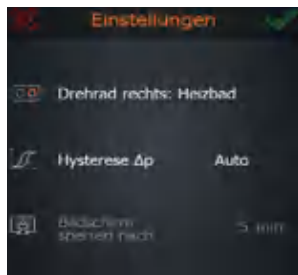 Einstellungen
Drehrad rechts: Heizbad
Hysterese Δp Auto
Bildschirm 5 min
sperren nach